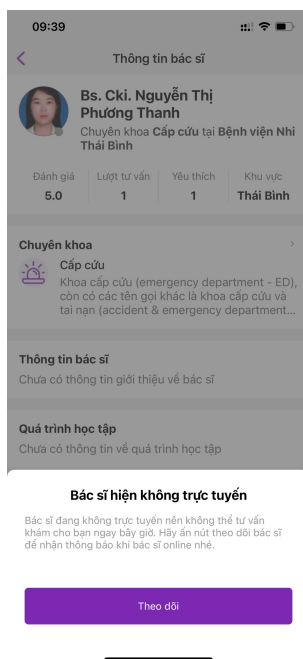 09:39
Thông tin bác sĩ
Bs. Cki. Nguyễn Thị
Phương Thanh
Chuyên khoa Cấp cứu tại Bệnh viện Nhi
Thái Bình
Đánh giá Lượt tư vấn Yêu thích Khu vực
5.0 1 1 Thái Bình
Chuyên khoa
Cấp cứu
Khoa cấp cứu (emergency department - ED),
còn có các tên gọi khác là khoa cấp cứu và
tai nạn (accident & emergency department...
Thông tin bác sĩ
Chưa có thông tin giới thiệu về bác sĩ
Quá trình học tập
Chưa có thông tin về quá trình học tập
Bác sĩ hiện không trực tuyến
Bác sĩ đang không trực tuyến nên không thể tư vấn
khám cho bạn ngay bây giờ. Hãy ấn nút theo dõi bác sĩ
để nhận thông báo khi bác sĩ online nhé.
Theo dõi